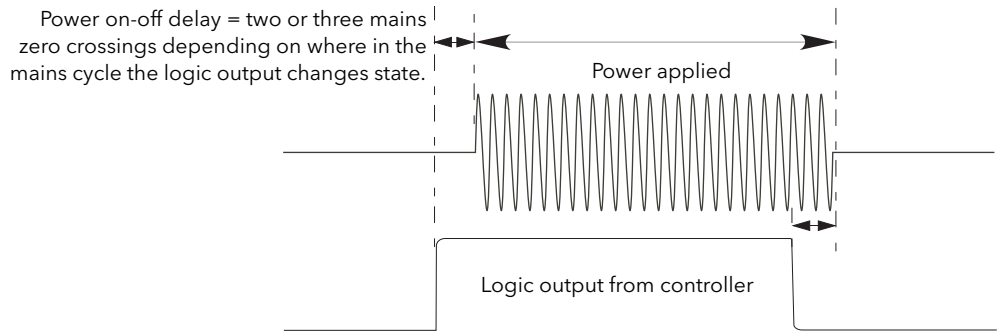 Power on-off delay = two or three mains
zero crossings depending on where in the
mains cycle the logic output changes state.
Power applied
Logic output from controller